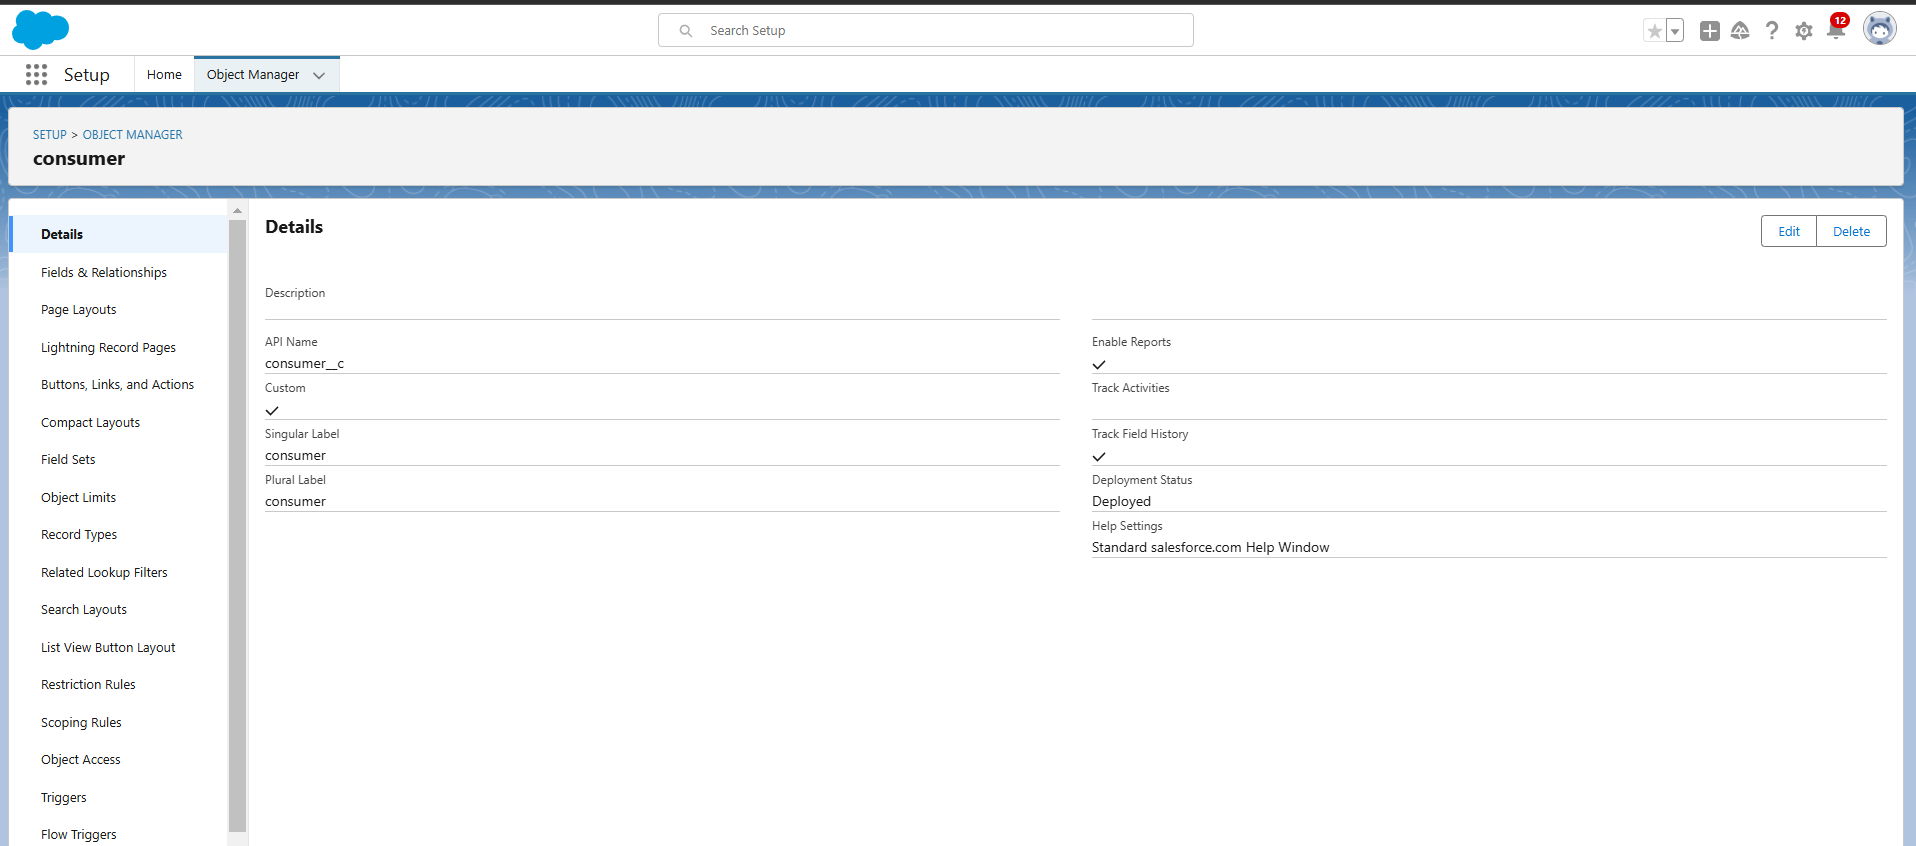 Search Setup
12
Setup
Home
Object Manager
SETUP > OBJECT MANAGER
consumer
Details
Fields & Relationships
Page Layouts
Lightning Record Pages
Buttons, Links, and Actions
Compact Layouts
Field Sets
Object Limits
Record Types
Related Lookup Filters
Search Layouts
List View Button Layout
Restriction Rules
Scoping Rules
Object Access
Triggers
Flow Triggers
Details
Edit
Delete
Description
API Name
consumer__c
Custom
Singular Label
consumer
Plural Label
consumer
Enable Reports
Track Activities
Track Field History
Deployment Status
Deployed
Help Settings
Standard salesforce.com Help Window